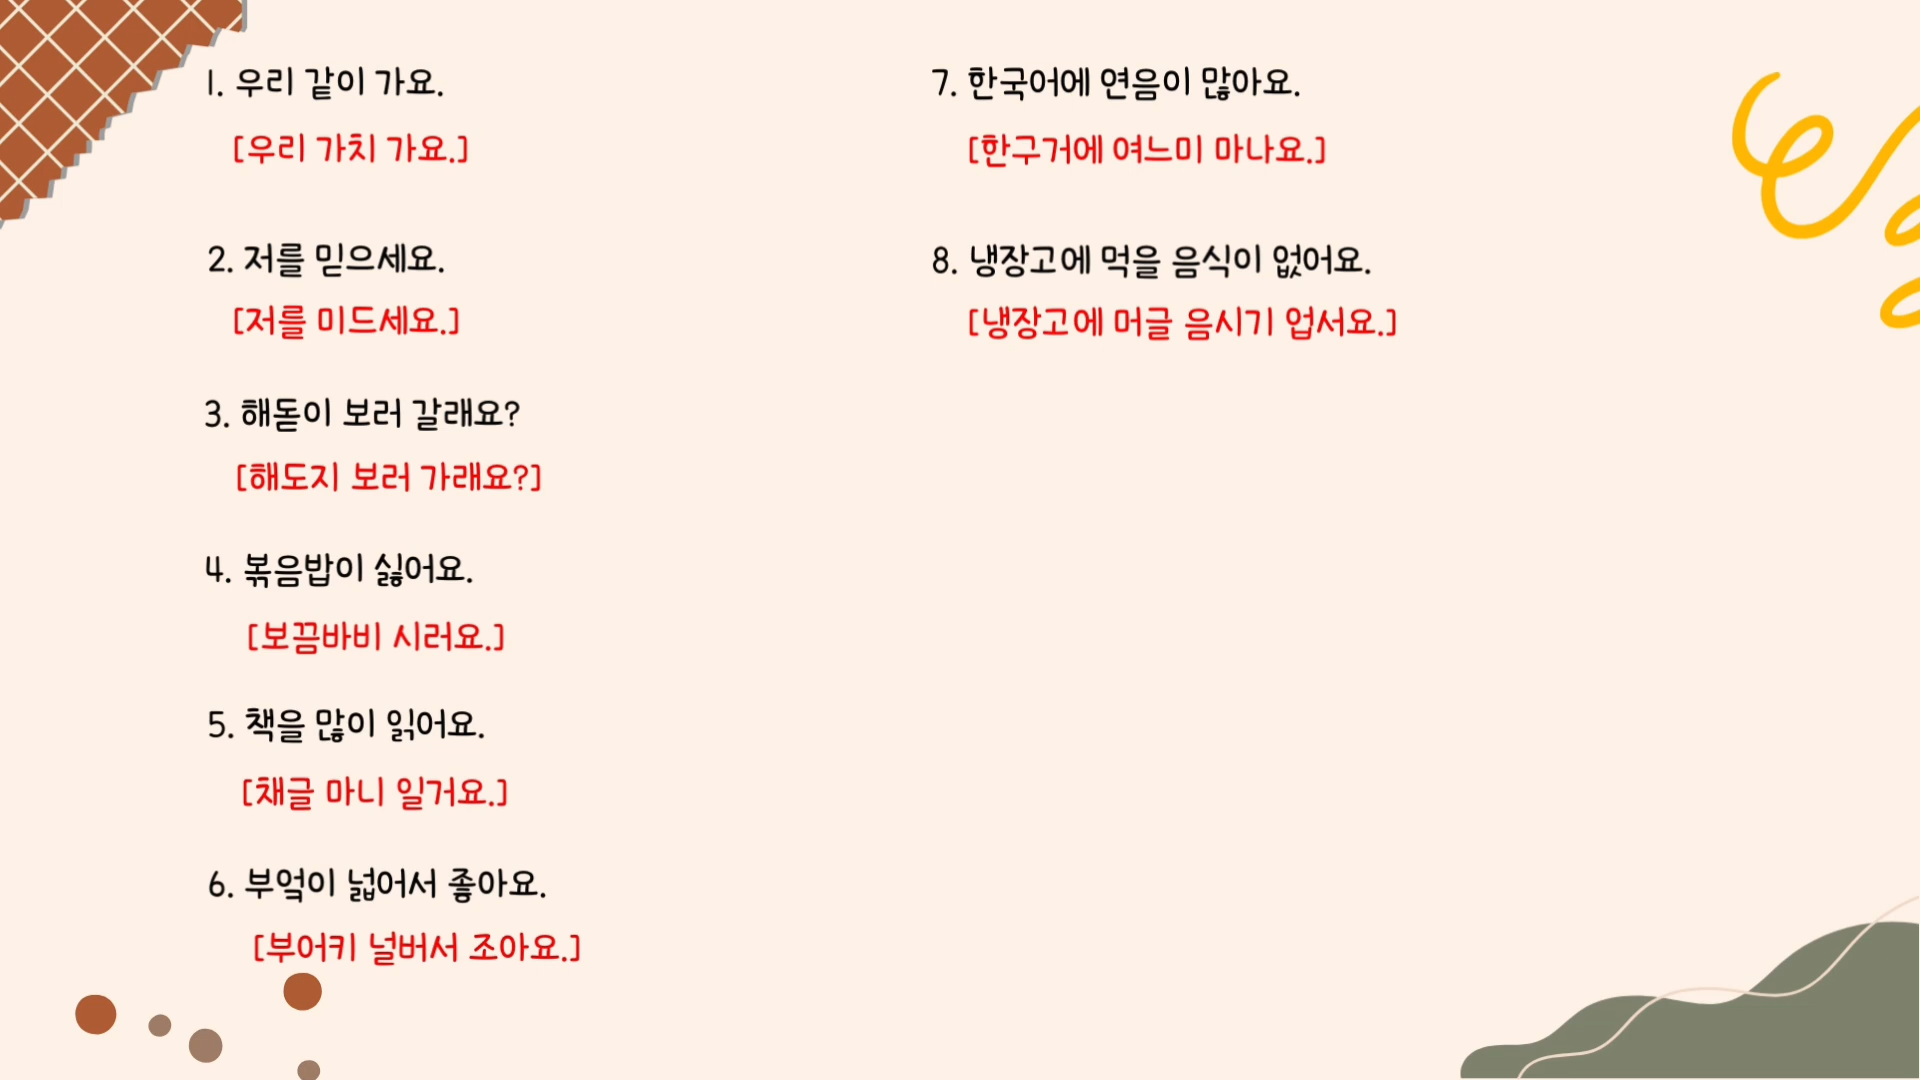 1. 우리 같이 가요.
[우리 가치 가요.]
2. 저를 믿으세요.
[저를 미드세요.]
3. 해돋이 보러 갈래요?
[해도지 보러 가래요?]
4. 볶음밥이 싫어요.
[보끔바비 시러요.]
5. 책을 많이 읽어요.
[채글 마니 일거요.]
6. 부엌이 넓어서 좋아요.
[부어키 널버서 조아요.]
7. 한국어에 연음이 많아요.
[한구거에 여느미 마나요.]
8. 냉장고에 먹을 음식이 없어요.
[냉장고에 머글 음시기 업서요.]